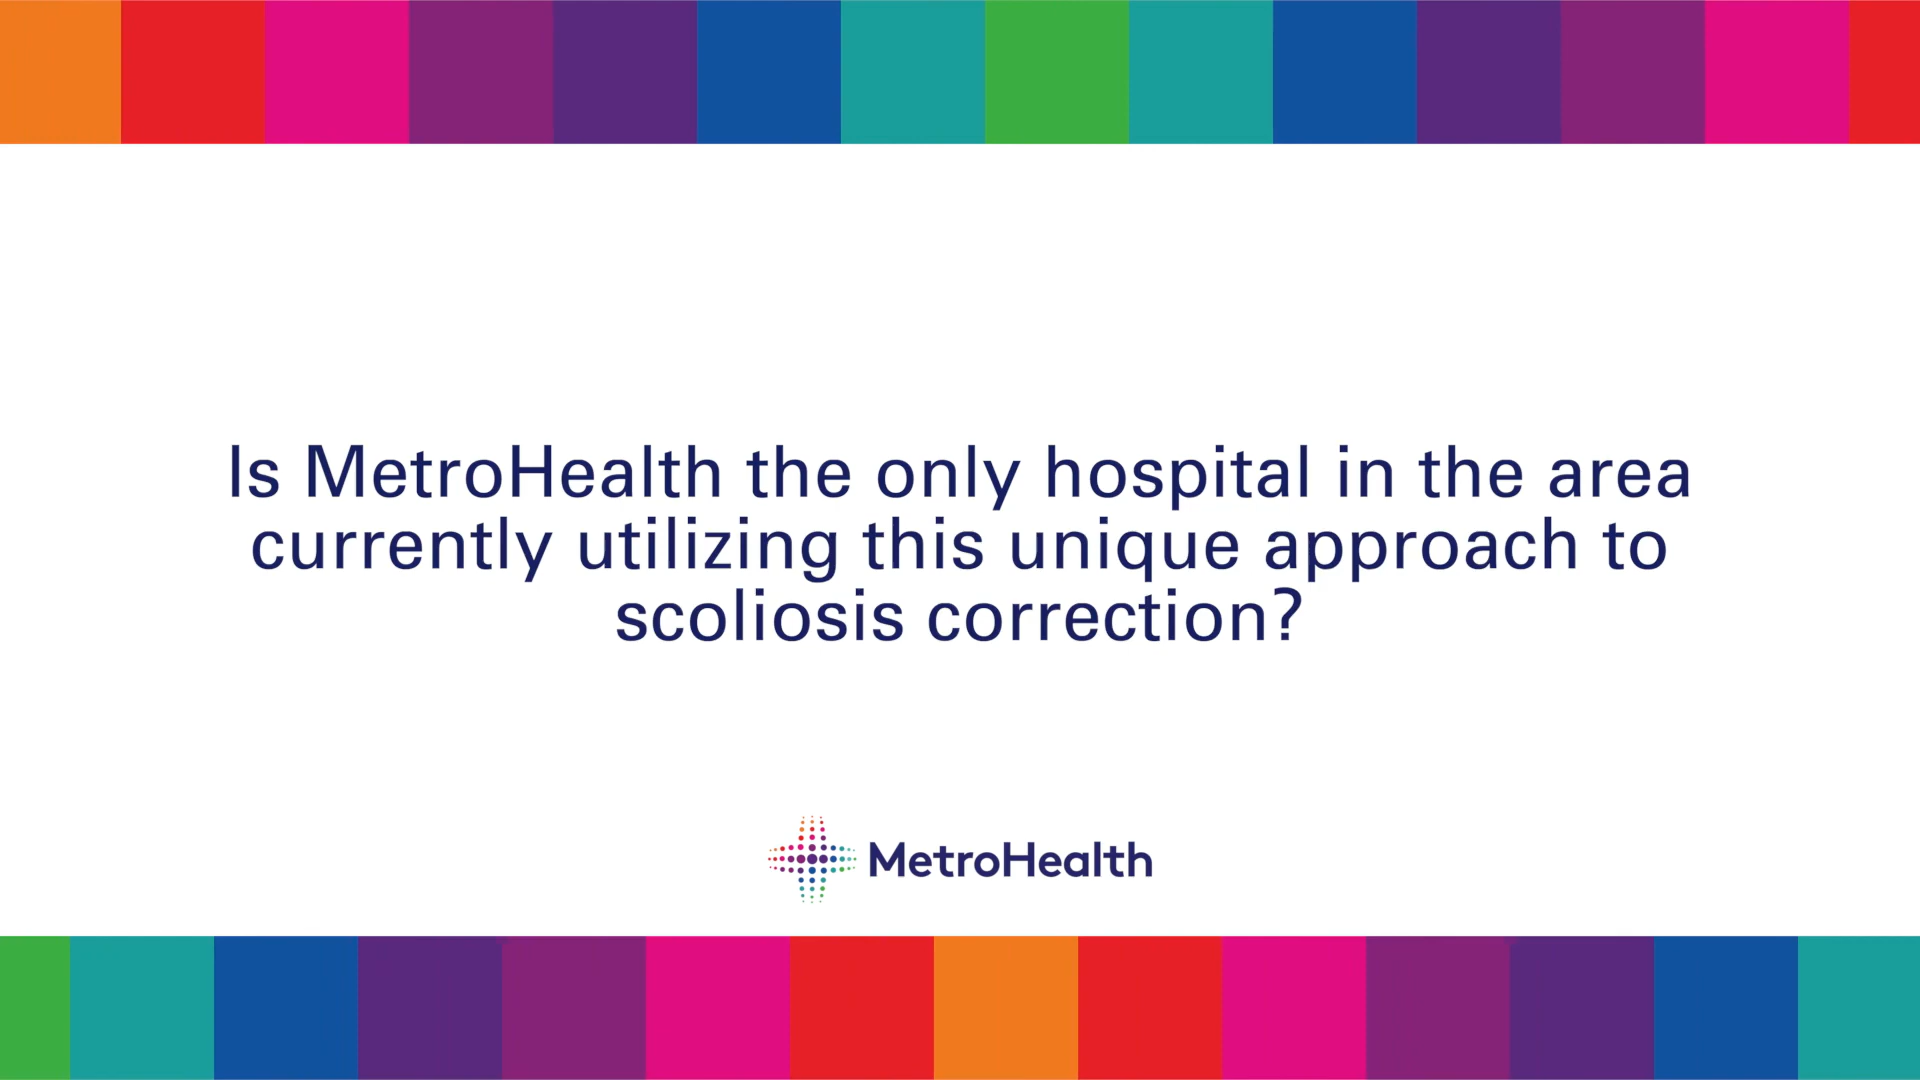 Is MetroHealth the only hospital in the area
currently utilizing this unique approach to
scoliosis correction?
MetroHealth